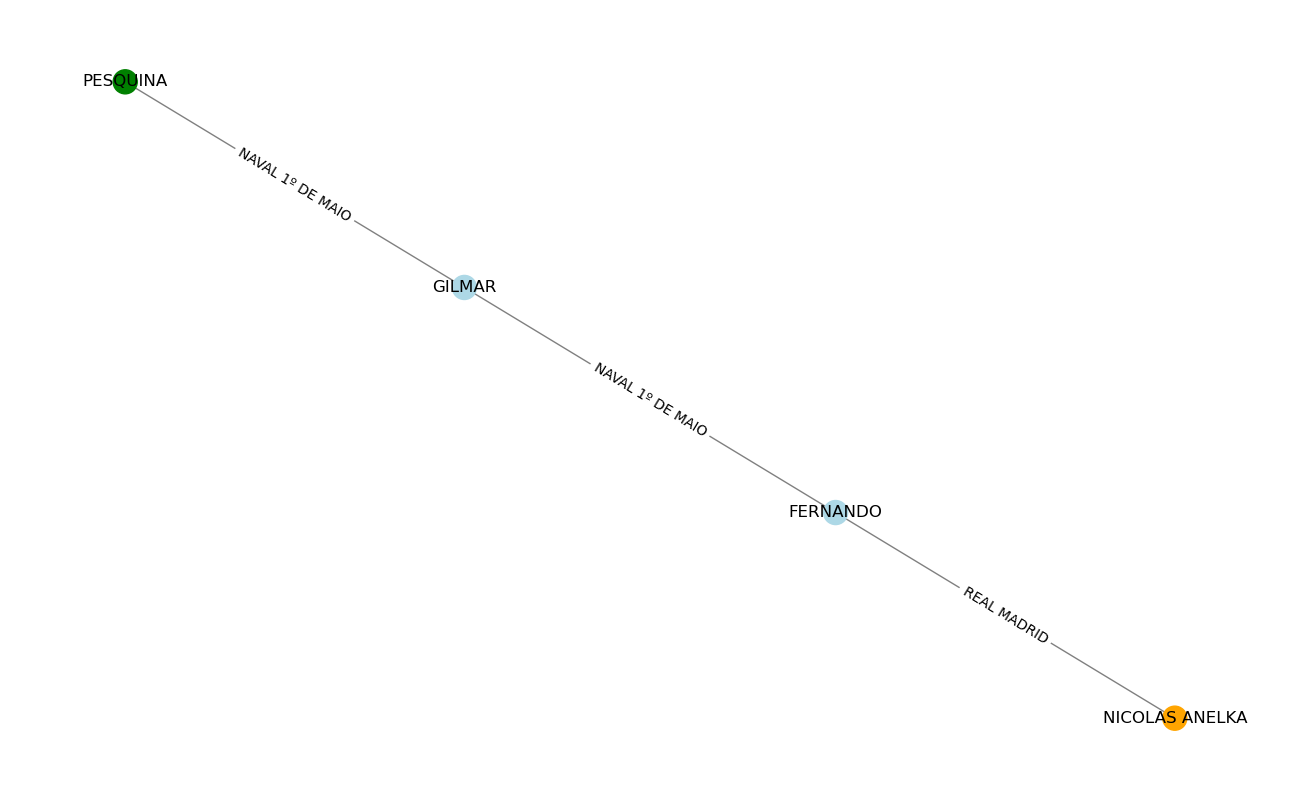 PESQUINA
NAVAL 1º DE MAIO
GILMAR
NAVAL 1º DE MAIO
FERNANDO
REAL MADRID
NICOLAS ANELKA